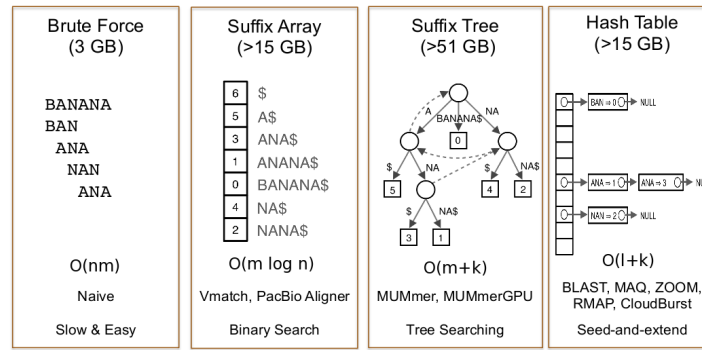 Brute Force
(3 GB)
BANANA
BAN
ANA
NAN
ANA
O(nm)
Naive
Slow & Easy
Suffix Array
(>15 GB)
6 $
5 A$
3 ANA$
1 ANANA$
0 BANANA$
4 NA$
2 NANA$
O(m log n)
Vmatch, PacBio Aligner
Binary Search
Suffix Tree
(>51 GB)
A
BANANA$
NA
0
$
NA
$
NA$
5
4
2
$
NA$
3
1
O(m+k)
MUMmer, MUMmerGPU
Tree Searching
Hash Table
(>15 GB)
BAN⇒0 NULL
ANA⇒1 ANA⇒3
NAN⇒2 NULL
O(l+k)
BLAST, MAQ, ZOOM,
RMAP, CloudBurst
Seed-and-extend